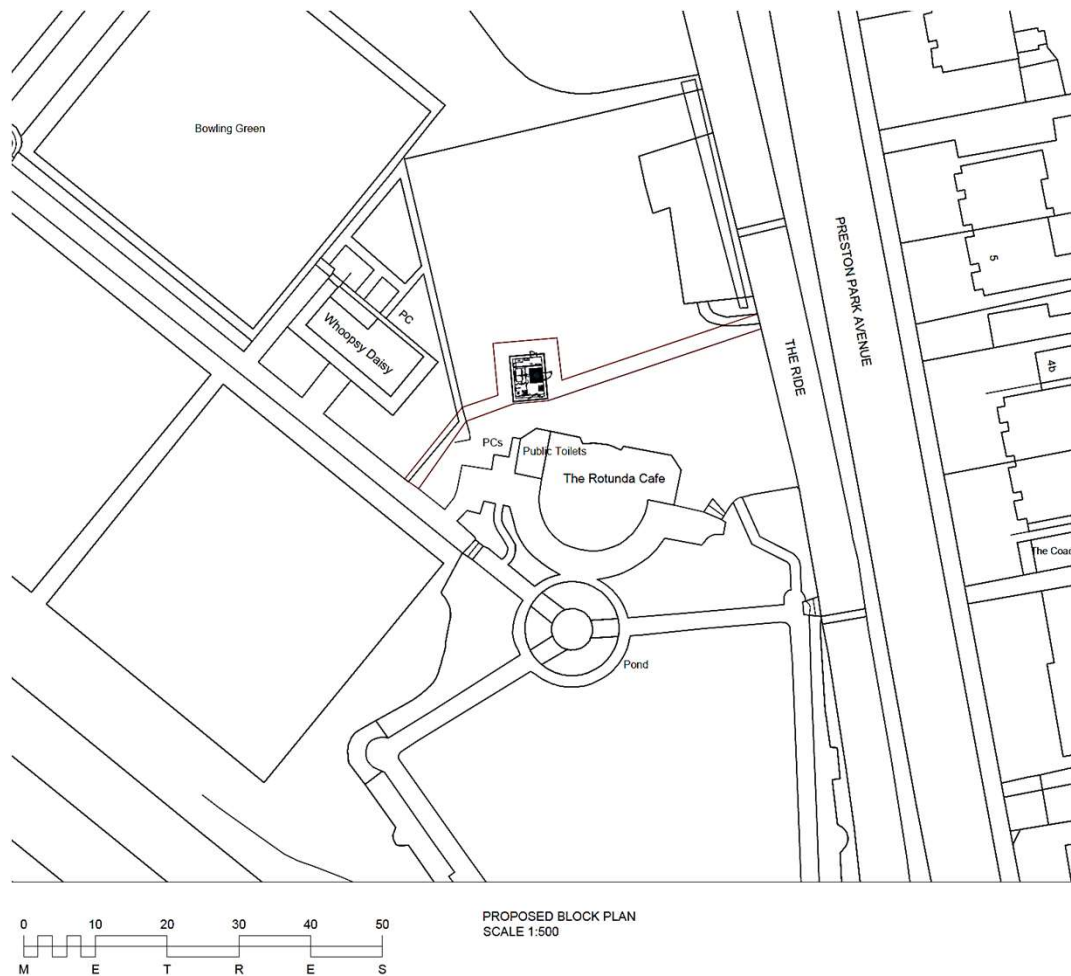 Bowling Green
PRESTON PARK AVENUE
5
PC
Whoopsy Daisy
THE RIDE
4b
PCs
Public Toilets
The Rotunda Cafe
The Coac
Pond
0 10 20 30 40 50
M E T R E S
PROPOSED BLOCK PLAN
SCALE 1:500